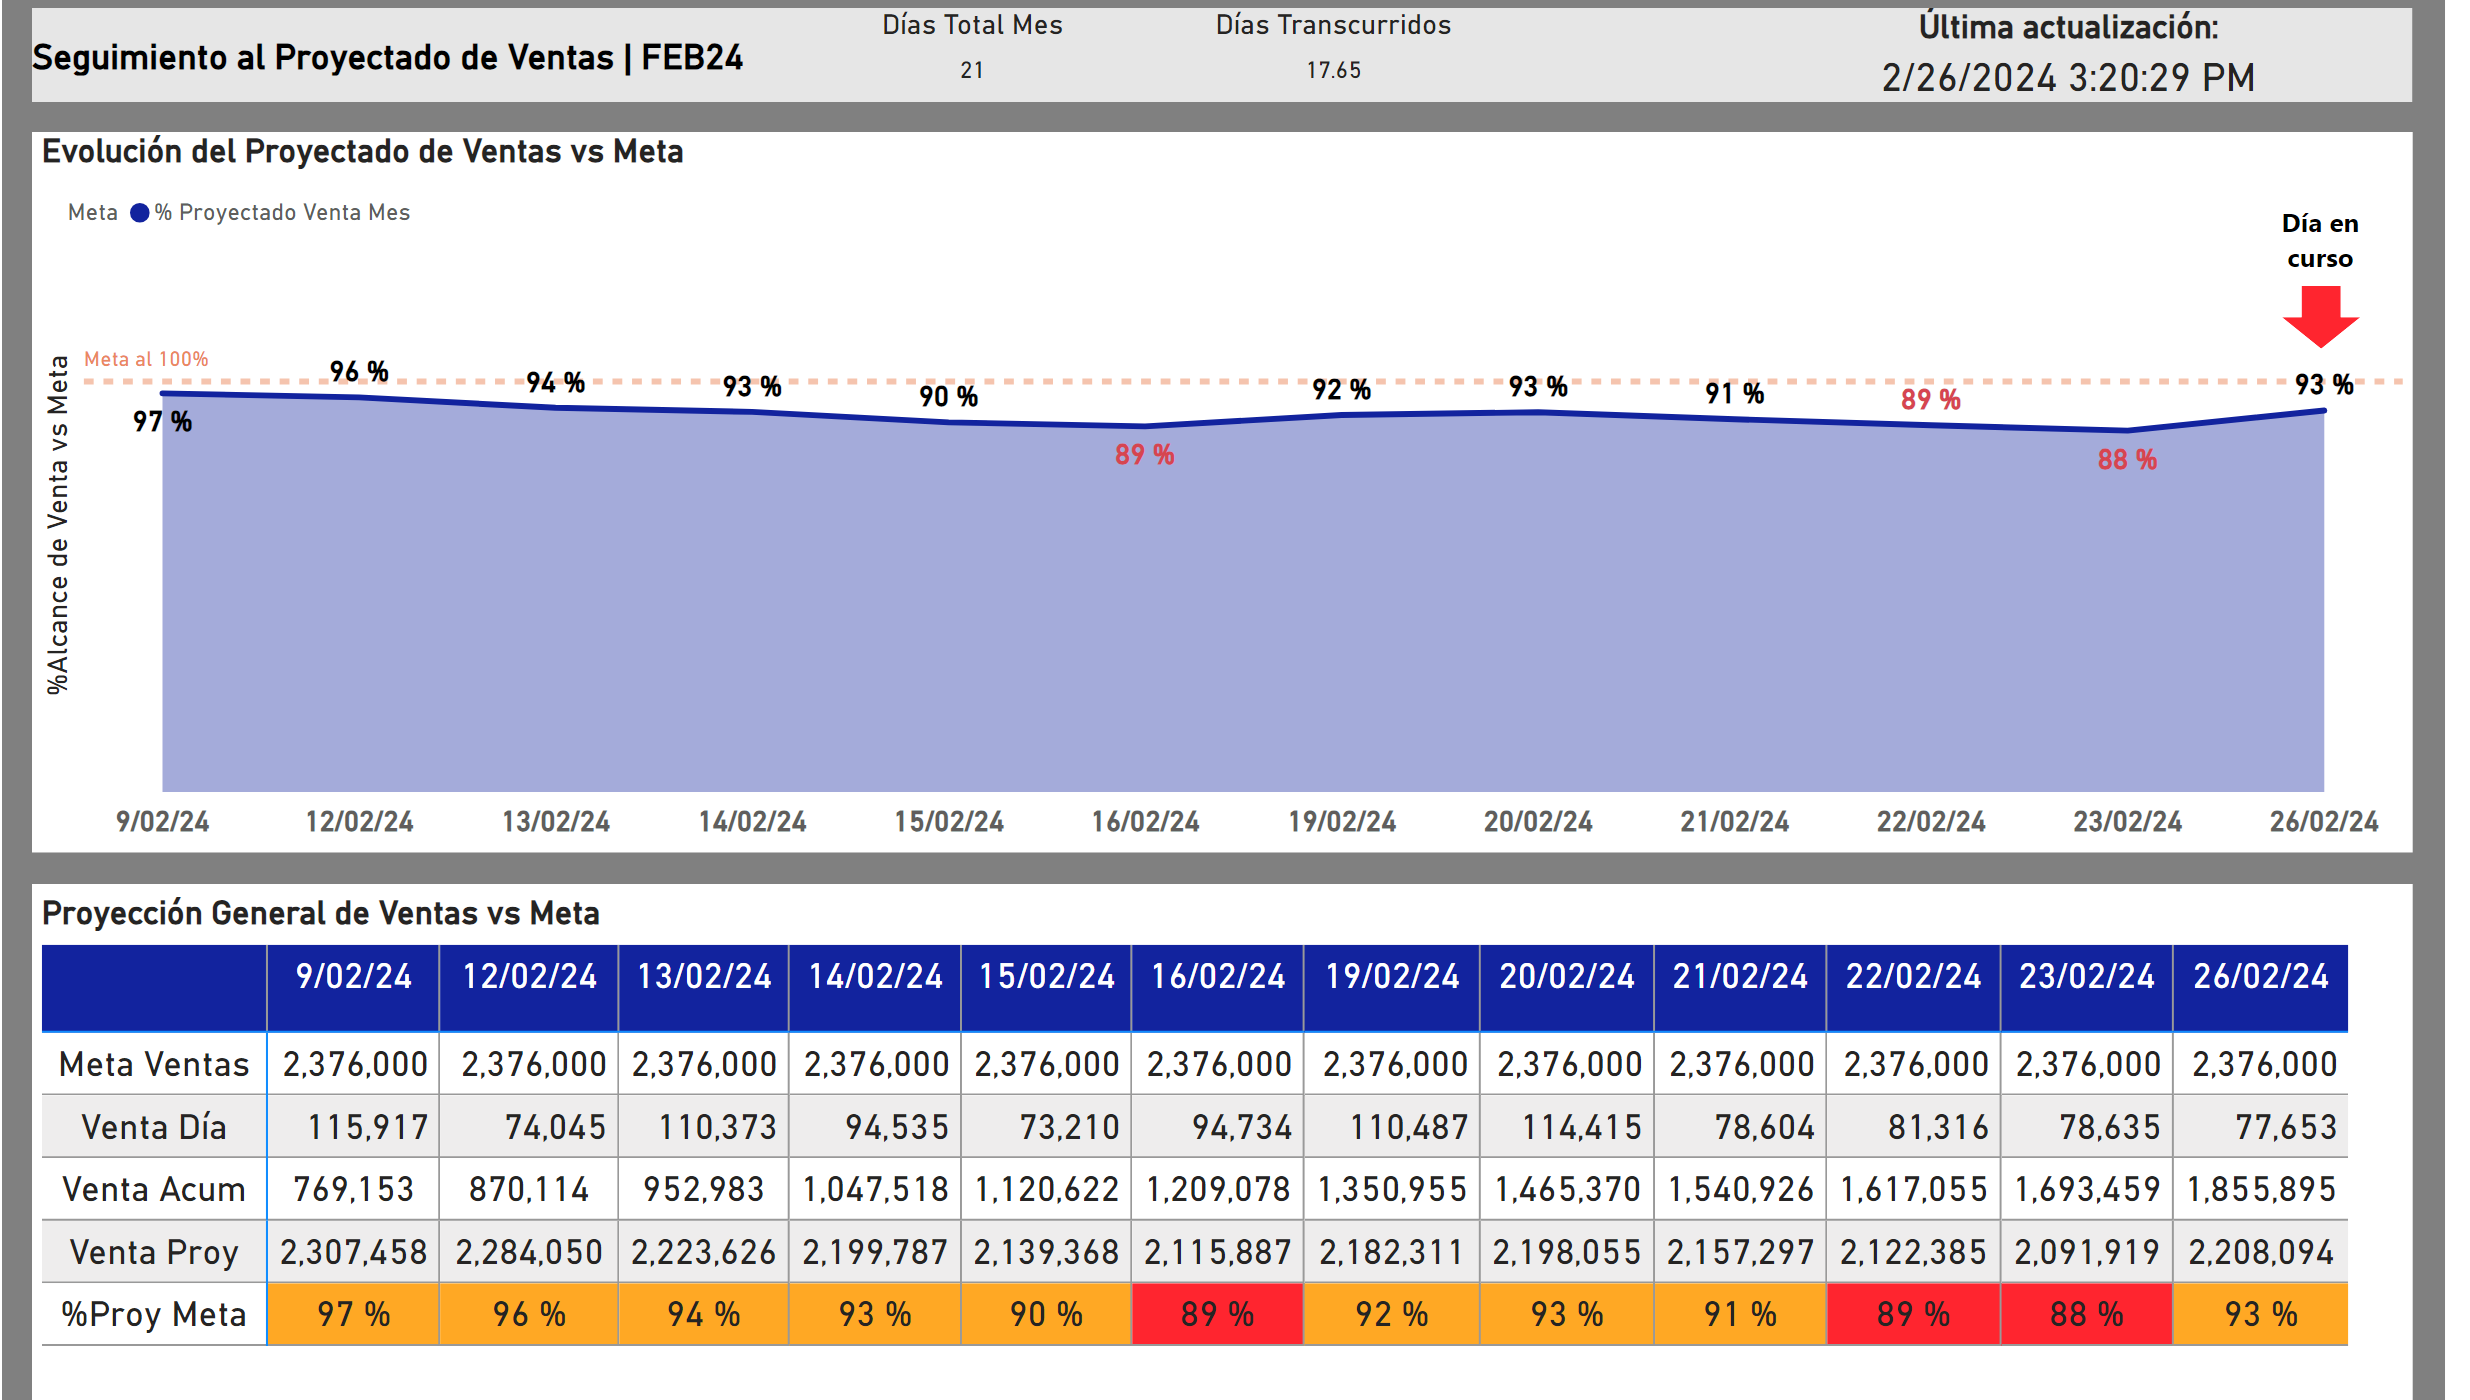 Seguimiento al Proyectado de Ventas | FEB24
Días Total Mes
21
Días Transcurridos
17.65
Última actualización:
2/26/2024 3:20:29 PM
Evolución del Proyectado de Ventas vs Meta
Meta % Proyectado Venta Mes
Día en
curso
%Alcance de Venta vs Meta
Meta al 100%
97 % 96 % 94 % 93 % 90 % 89 % 92 % 93 % 91 % 89 % 88 % 93 %
9/02/24 12/02/24 13/02/24 14/02/24 15/02/24 16/02/24 19/02/24 20/02/24 21/02/24 22/02/24 23/02/24 26/02/24
Proyección General de Ventas vs Meta
9/02/24 12/02/24 13/02/24 14/02/24 15/02/24 16/02/24 19/02/24 20/02/24 21/02/24 22/02/24 23/02/24 26/02/24
Meta Ventas 2,376,000 2,376,000 2,376,000 2,376,000 2,376,000 2,376,000 2,376,000 2,376,000 2,376,000 2,376,000 2,376,000 2,376,000
Venta Día 115,917 74,045 110,373 94,535 73,210 94,734 110,487 114,415 78,604 81,316 78,635 77,653
Venta Acum 769,153 870,114 952,983 1,047,518 1,120,622 1,209,078 1,350,955 1,465,370 1,540,926 1,617,055 1,693,459 1,855,895
Venta Proy 2,307,458 2,284,050 2,223,626 2,199,787 2,139,368 2,115,887 2,182,311 2,198,055 2,157,297 2,122,385 2,091,919 2,208,094
%Proy Meta 97 % 96 % 94 % 93 % 90 % 89 % 92 % 93 % 91 % 89 % 88 % 93 %